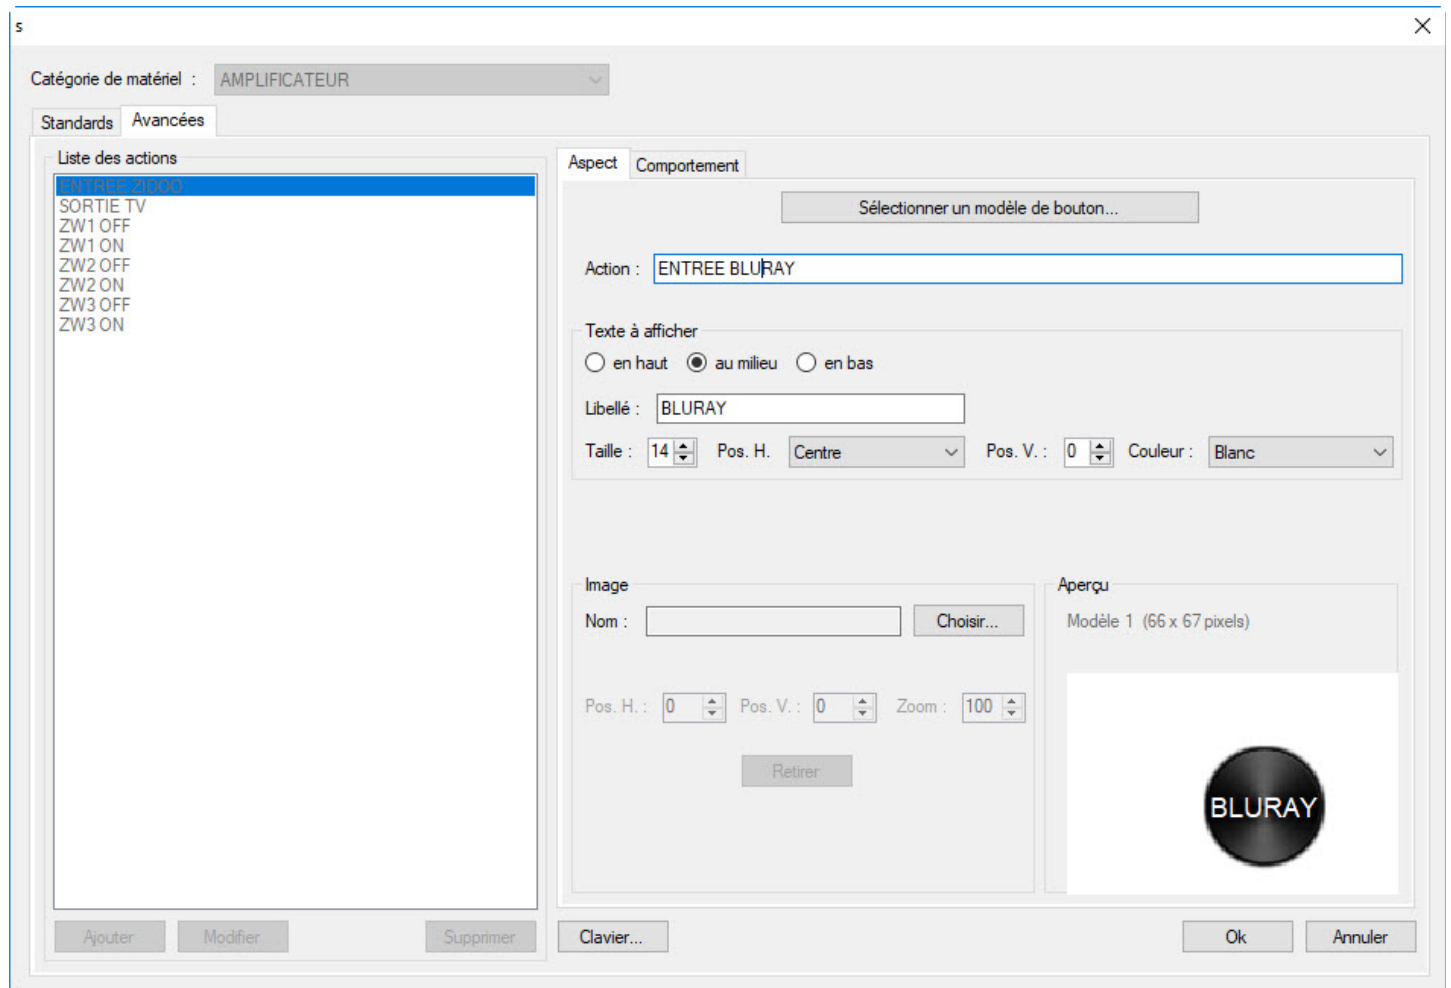 s
Catégorie de matériel : AMPLIFICATEUR
Standards Avancées
Liste des actions
ENTREE ZIDOO
SORTIE TV
ZW1 OFF
ZW1 ON
ZW2 OFF
ZW2 ON
ZW3 OFF
ZW3 ON
Ajouter Modifier Supprimer
Aspect Comportement
Sélectionner un modèle de bouton...
Action : ENTREE BLURAY
Texte à afficher
en haut au milieu en bas
Libellé : BLURAY
Taille : 14 Pos. H. Centre Pos. V. : 0 Couleur : Blanc
Image
Nom : Choisir...
Pos. H. : 0 Pos. V. : 0 Zoom : 100
Retirer
Aperçu
Modèle 1 (66 x 67 pixels)
BLURAY
Clavier... Ok Annuler